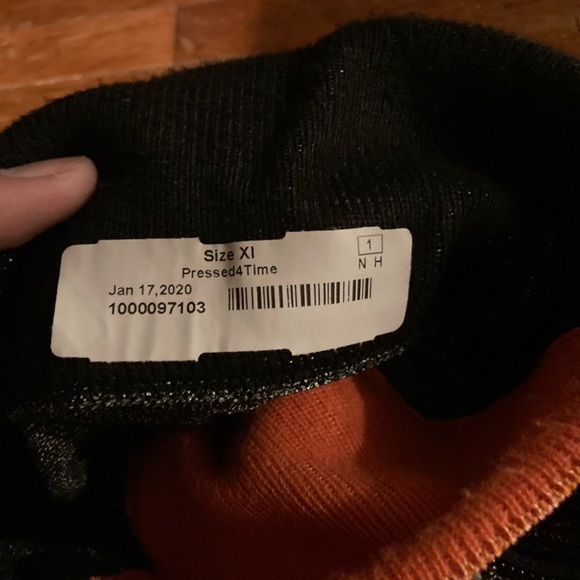 Size Xl
Pressed4Time
1
N H
Jan 17,2020
1000097103